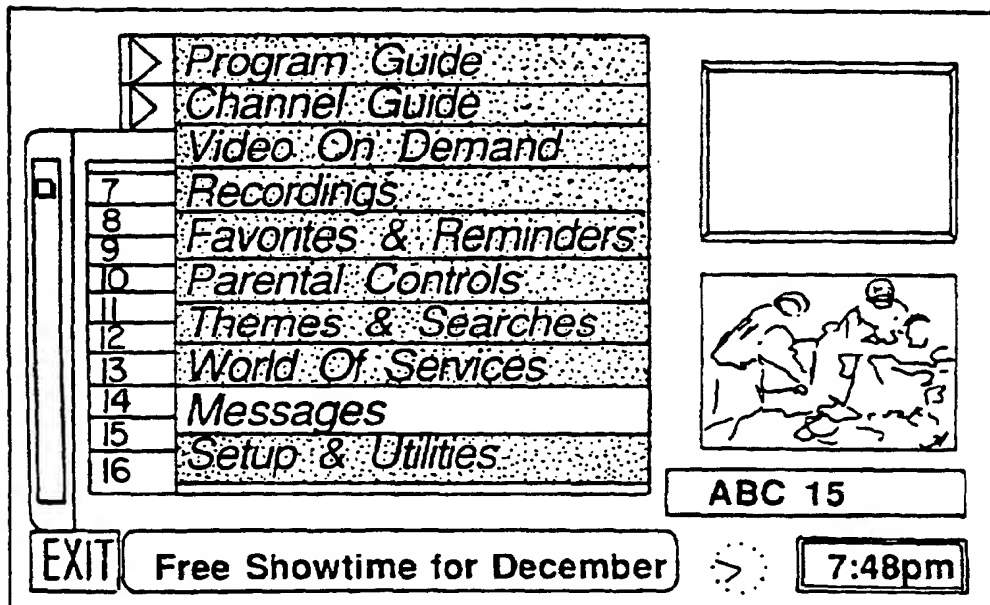 Program Guide
Channel Guide
Video On Demand
7 Recordings
8
9 Favorites & Reminders
10 Parental Controls
11
12 Themes & Searches
13 World Of Services
14 Messages
15
16 Setup & Utilities
ABC 15
EXIT Free Showtime for December 7:48pm